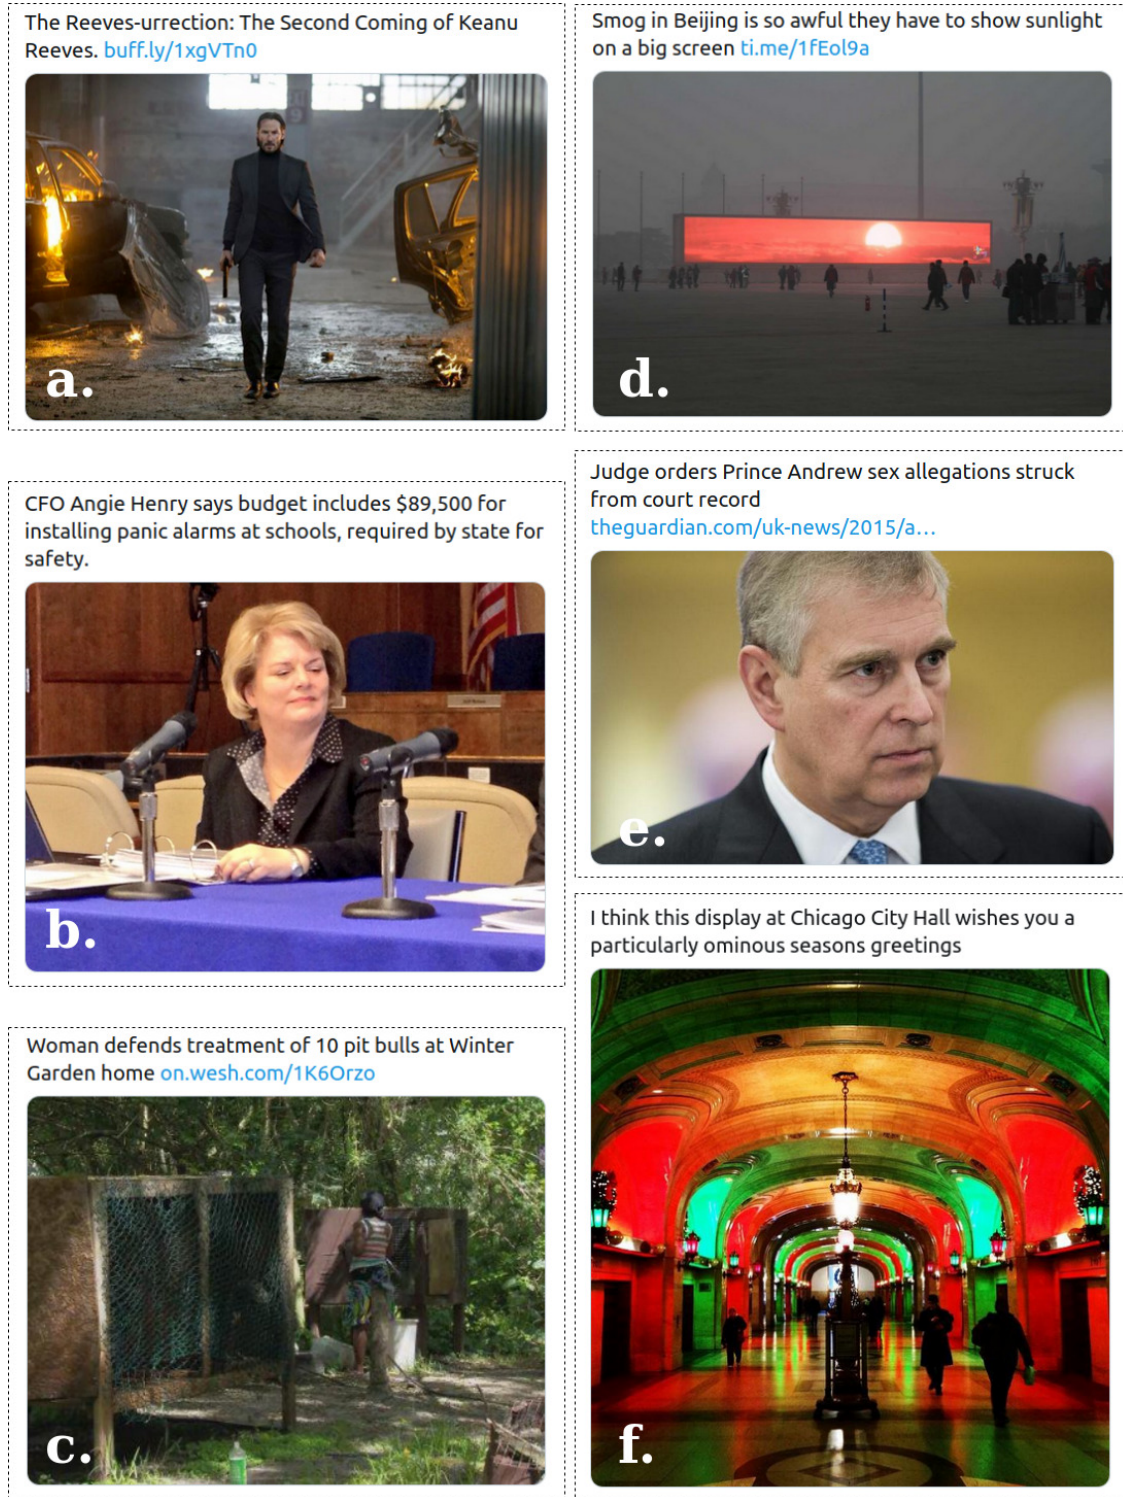 The Reeves-urrection: The Second Coming of Keanu
Reeves. buff.ly/1xgVTn0
a.
CFO Angie Henry says budget includes $89,500 for
installing panic alarms at schools, required by state for
safety.
b.
Woman defends treatment of 10 pit bulls at Winter
Garden home on.wesh.com/1K6Orzo
c.
Smog in Beijing is so awful they have to show sunlight
on a big screen ti.me/1fEol9a
d.
Judge orders Prince Andrew sex allegations struck
from court record
theguardian.com/uk-news/2015/a…
e.
I think this display at Chicago City Hall wishes you a
particularly ominous seasons greetings
f.